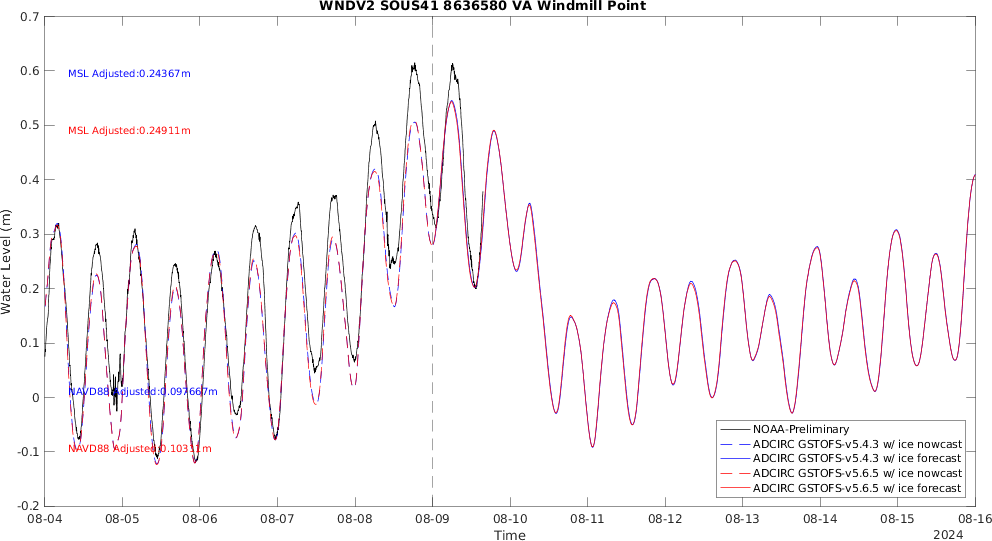 WNDV2 SOUS41 8636580 VA Windmill Point
0.7
0.6
0.5
0.4
0.3
0.2
0.1
0
-0.1
-0.2
Water Level (m)
MSL Adjusted:0.24367m
MSL Adjusted:0.24911m
NAVD88 Adjusted:0.097667m
NAVD88 Adjusted:0.10311m
NOAA-Preliminary
ADCIRC GSTOFS-v5.4.3 w/ ice nowcast
ADCIRC GSTOFS-v5.4.3 w/ ice forecast
ADCIRC GSTOFS-v5.6.5 w/ ice nowcast
ADCIRC GSTOFS-v5.6.5 w/ ice forecast
08-04 08-05 08-06 08-07 08-08 08-09 08-10 08-11 08-12 08-13 08-14 08-15 08-16
Time
2024